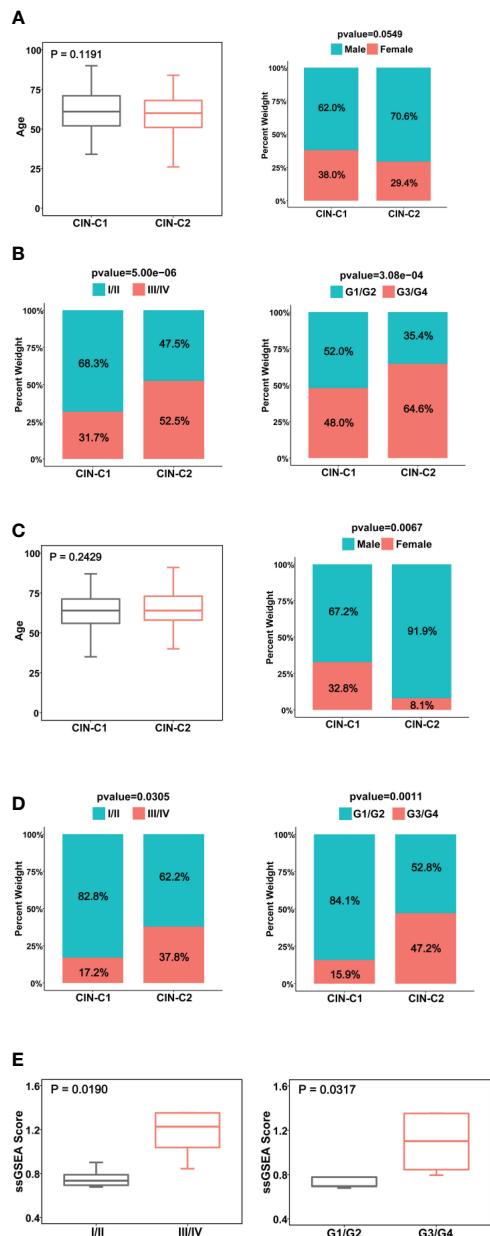 A
P = 0.1191
100
75
50
25
0
Age
CIN-C1 CIN-C2
pvalue=0.0549
Male Female
100%
75%
50%
25%
0%
Percent Weidght
62.0% 70.6%
38.0% 29.4%
CIN-C1 CIN-C2
B
pvalue=5.00e-06
I/II III/IV
100%
75%
50%
25%
0%
Percent Weidght
68.3% 47.5%
31.7% 52.5%
CIN-C1 CIN-C2
pvalue=3.08e-04
G1/G2 G3/G4
100%
75%
50%
25%
0%
Percent Weidght
52.0% 35.4%
48.0% 64.6%
CIN-C1 CIN-C2
C
P = 0.2429
100
75
50
25
0
Age
CIN-C1 CIN-C2
pvalue=0.0067
Male Female
100%
75%
50%
25%
0%
Percent Weidght
67.2% 91.9%
32.8% 8.1%
CIN-C1 CIN-C2
D
pvalue=0.0305
I/II III/IV
100%
75%
50%
25%
0%
Percent Weidght
82.8% 62.2%
17.2% 37.8%
CIN-C1 CIN-C2
pvalue=0.0011
G1/G2 G3/G4
100%
75%
50%
25%
0%
Percent Weidght
84.1% 52.8%
15.9% 47.2%
CIN-C1 CIN-C2
E
P = 0.0190
1.6
1.2
0.8
0.4
ssGSEA Score
I/II III/IV
P = 0.0317
1.6
1.2
0.8
0.4
ssGSEA Score
G1/G2 G3/G4